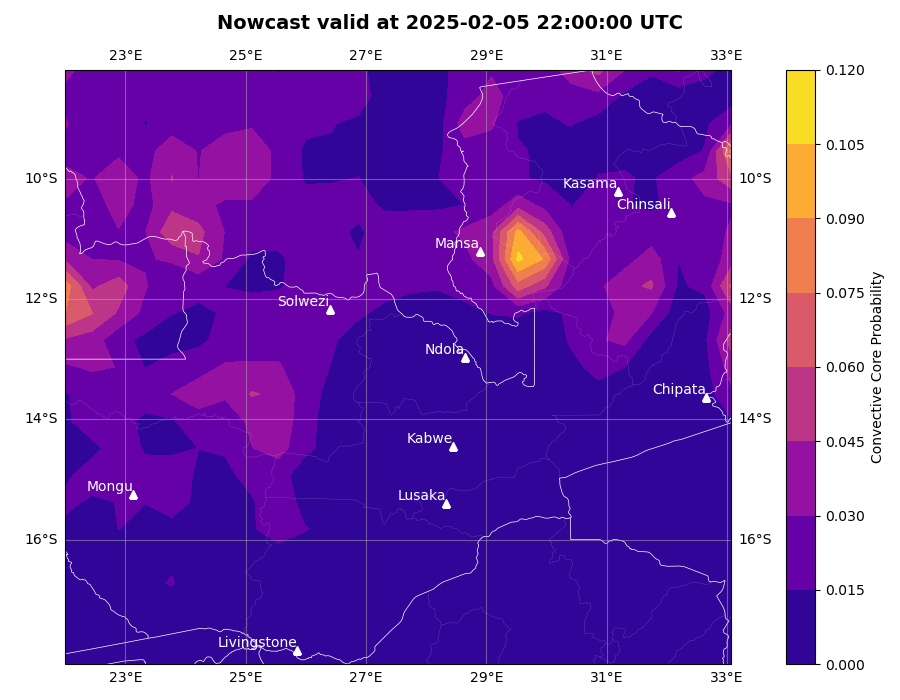 Nowcast valid at 2025-02-05 22:00:00 UTC
23°E 25°E 27°E 29°E 31°E 33°E
0.120
0.105
10°S 10°S
Kasama
Chinsali
0.090
Mansa
0.075
12°S 12°S
Solwezi
Ndola
0.060
Chipata
Convective Core Probability
14°S 14°S
0.045
Kabwe
Mongu
Lusaka
0.030
16°S 16°S
0.015
Livingstone
0.000
23°E 25°E 27°E 29°E 31°E 33°E